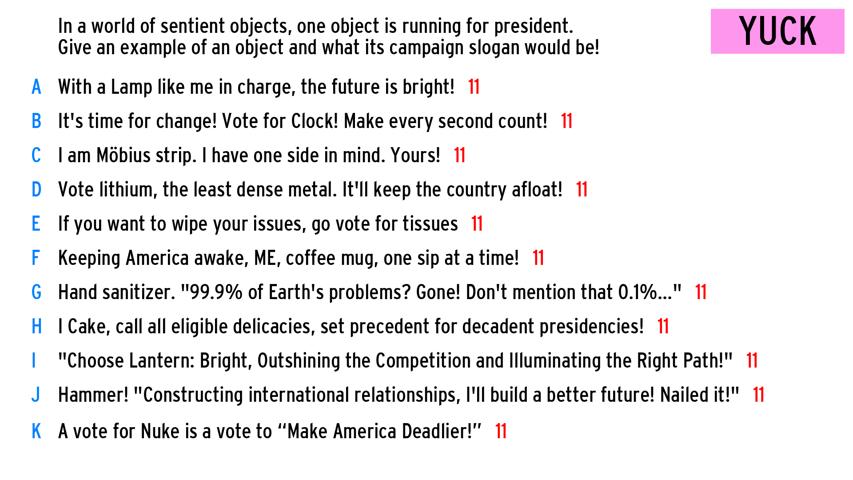 In a world of sentient objects, one object is running for president.
Give an example of an object and what its campaign slogan would be!
YUCK
A With a Lamp like me in charge, the future is bright! 11
B It's time for change! Vote for Clock! Make every second count! 11
C I am Möbius strip. I have one side in mind. Yours! 11
D Vote lithium, the least dense metal. It'll keep the country afloat! 11
E If you want to wipe your issues, go vote for tissues 11
F Keeping America awake, ME, coffee mug, one sip at a time! 11
G Hand sanitizer. "99.9% of Earth's problems? Gone! Don't mention that 0.1%..." 11
H I Cake, call all eligible delicacies, set precedent for decadent presidencies! 11
I "Choose Lantern: Bright, Outshining the Competition and Illuminating the Right Path!" 11
J Hammer! "Constructing international relationships, I'll build a better future! Nailed it!" 11
K A vote for Nuke is a vote to “Make America Deadlier!” 11